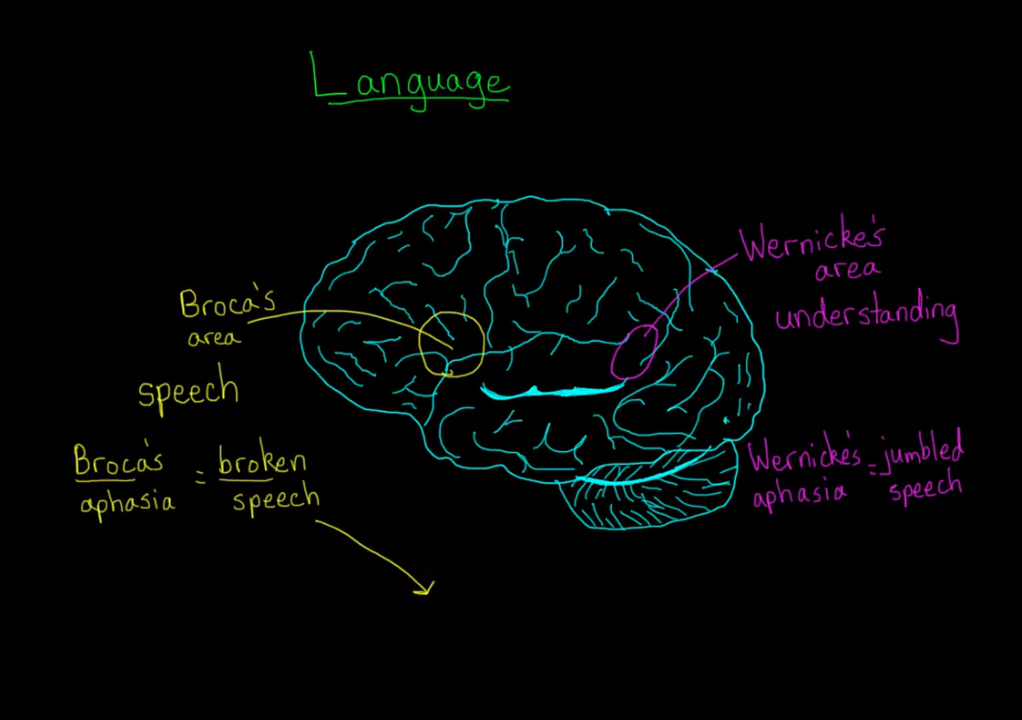 Language
Broca's
area
speech
Broca's
aphasia
=
broken
speech
Wernicke's
area
understanding
Wernicke's
aphasia
=
jumbled
speech